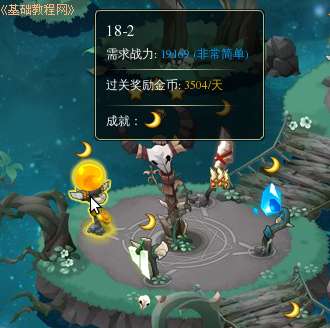 《基础教程网》
18-2
需求战力: 19169 (非常简单)
过关奖励金币: 3504/天
成就：